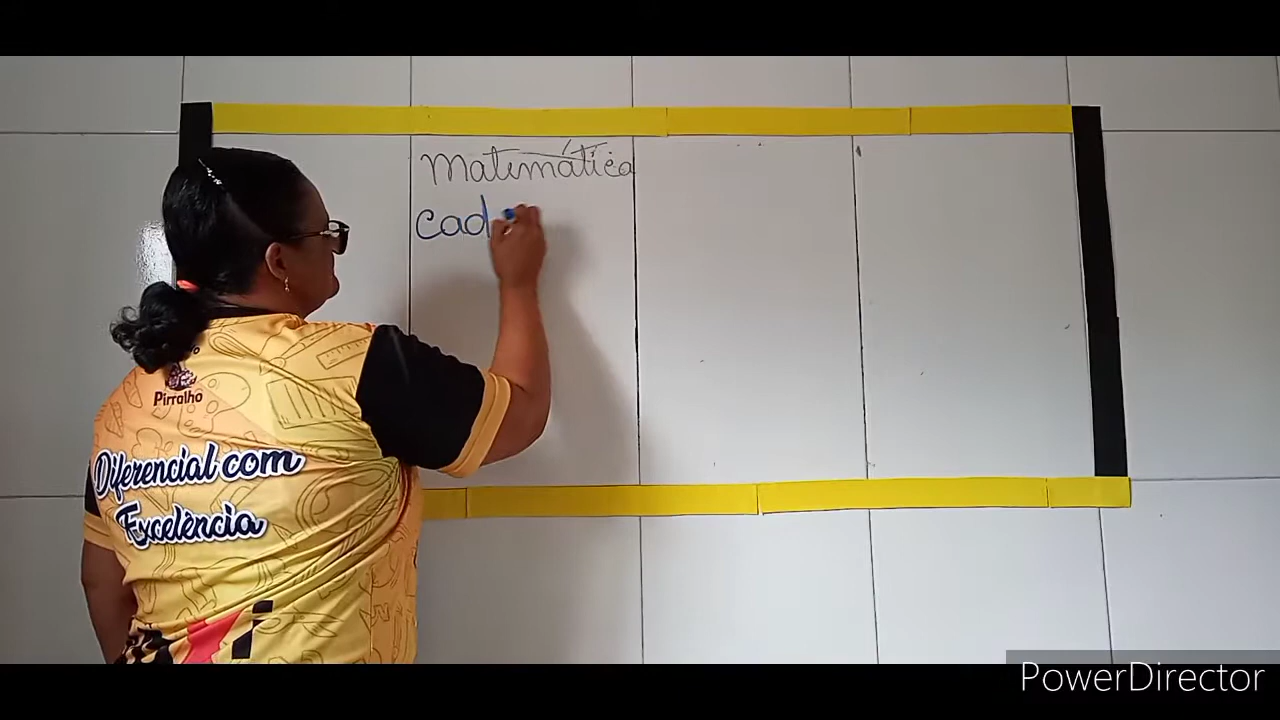 Matemática
Cad
Pirralho
Diferencial com
Excelência
PowerDirector